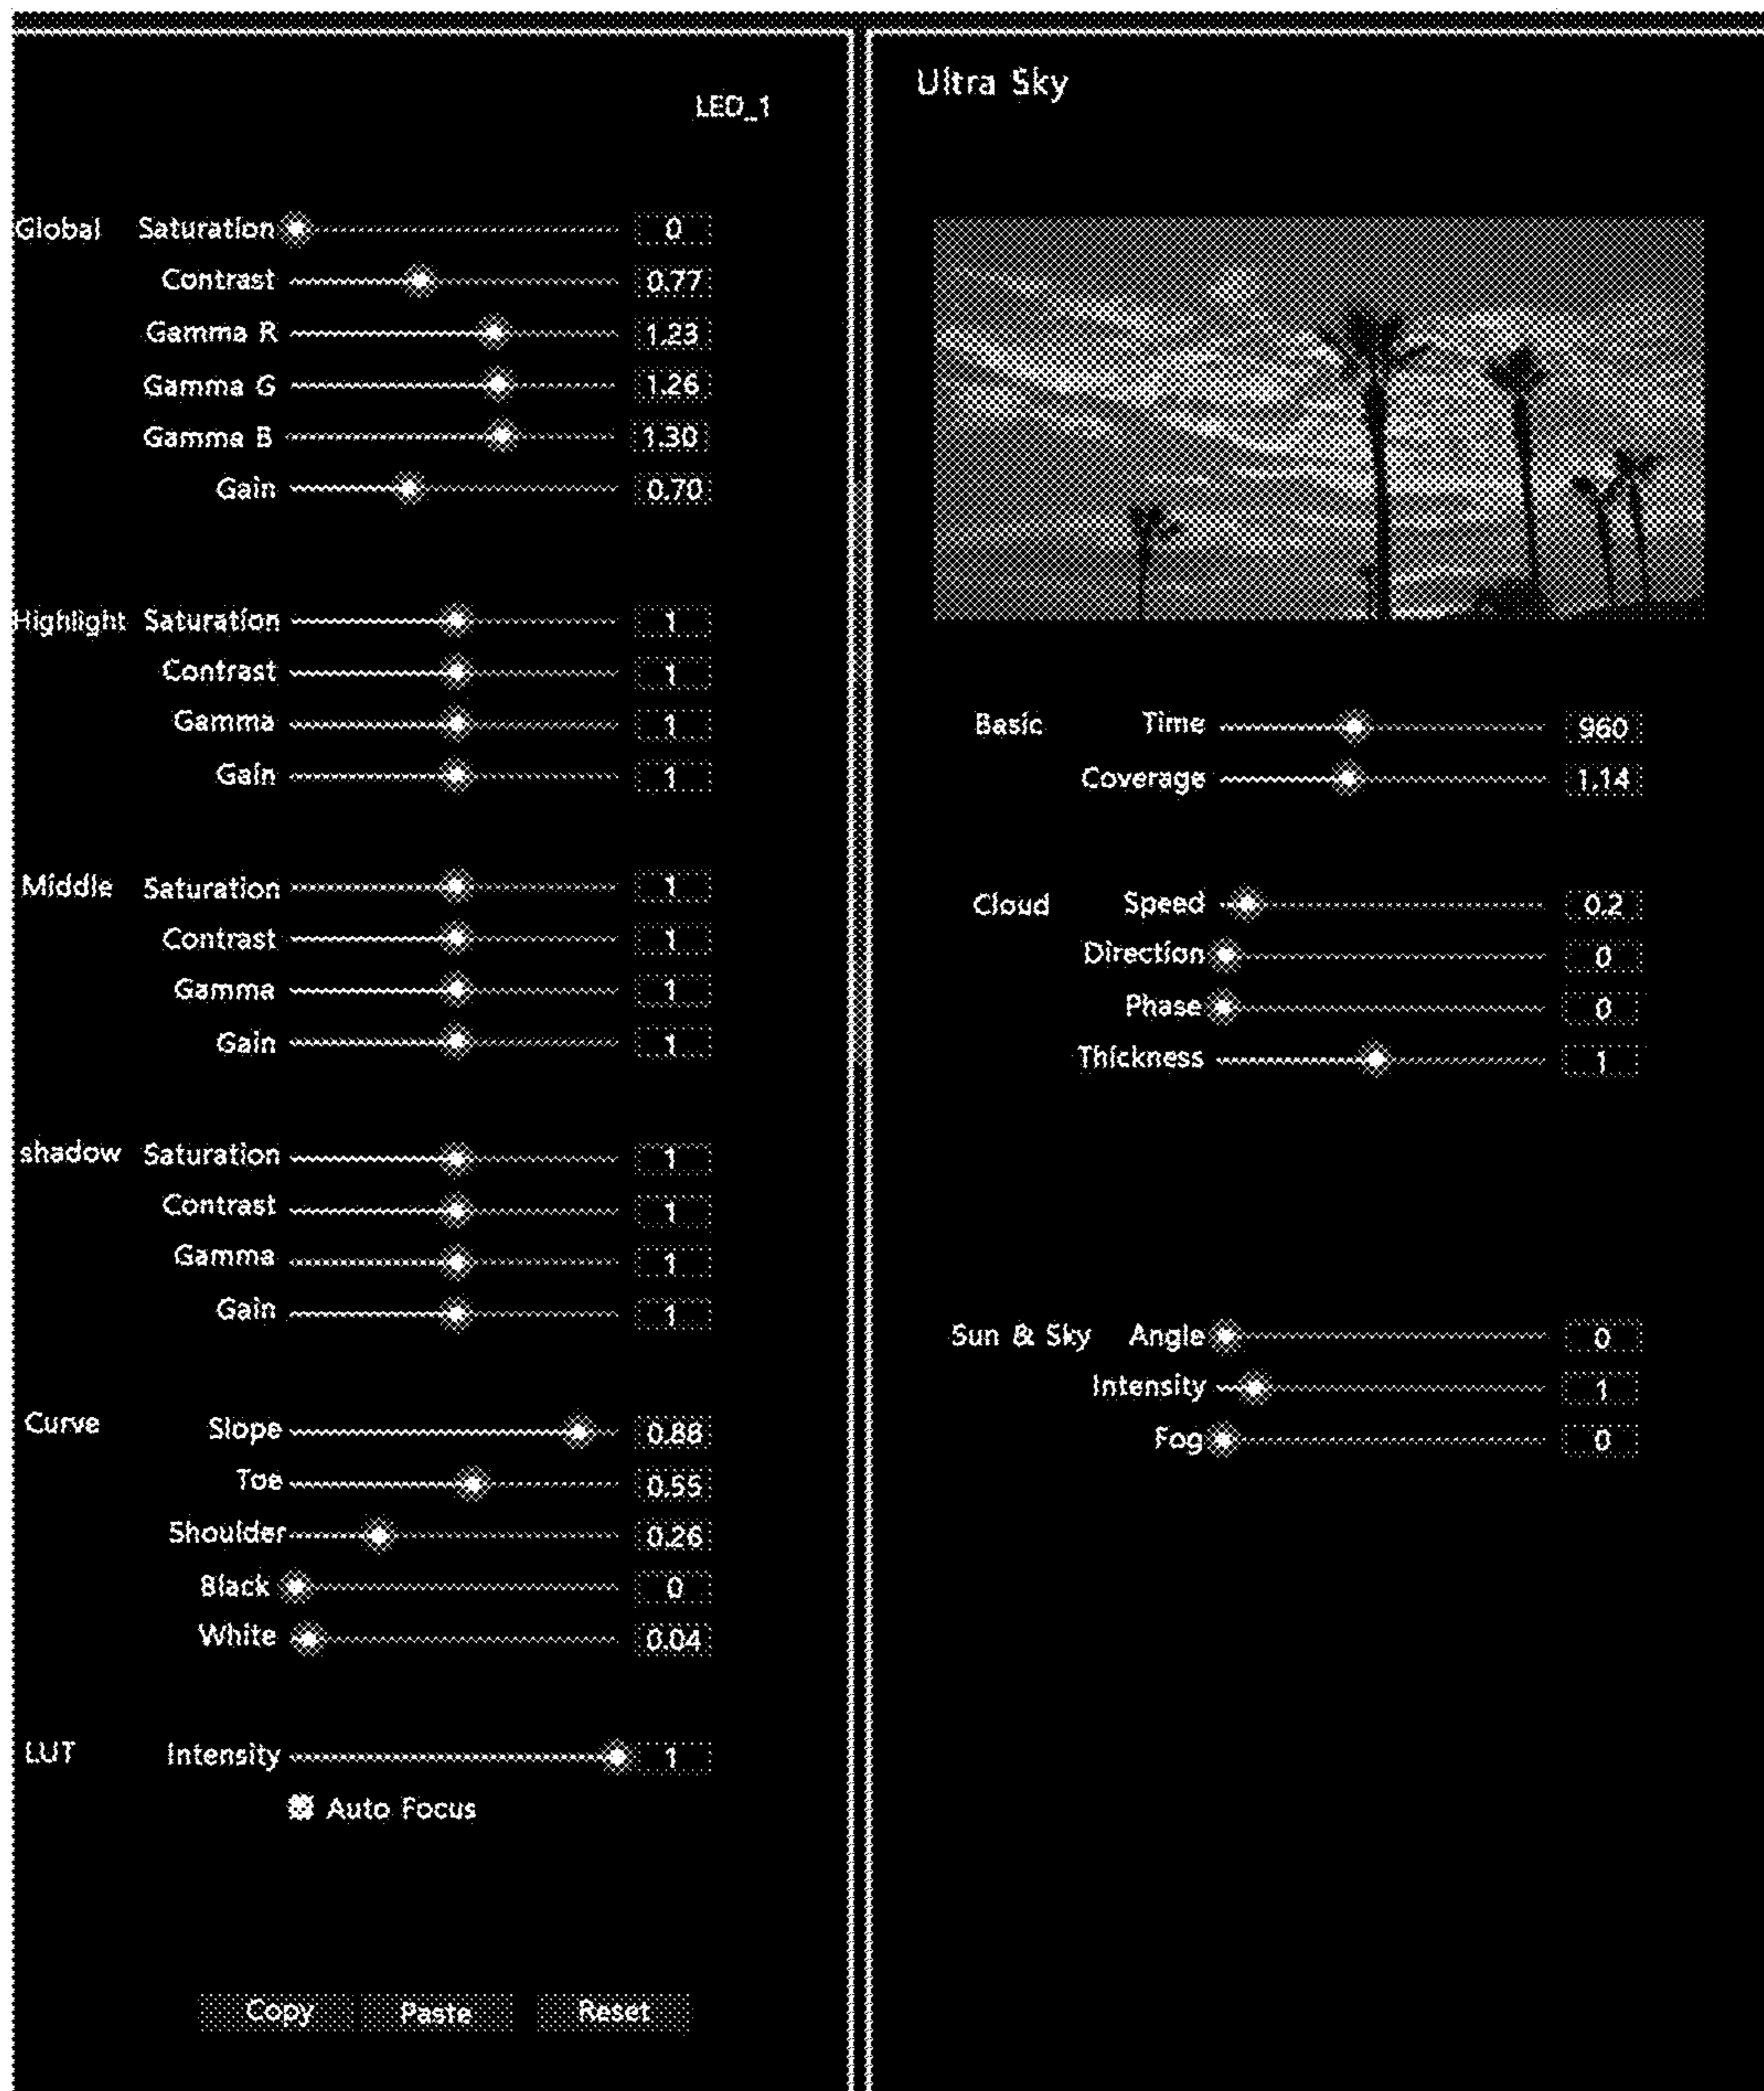 LED_1
Global Saturation 0
Contrast 0.77
Gamma R 1.23
Gamma G 1.26
Gamma B 1.30
Gain 0.70
Highlight Saturation 1
Contrast 1
Gamma 1
Gain 1
Middle Saturation 1
Contrast 1
Gamma 1
Gain 1
shadow Saturation 1
Contrast 1
Gamma 1
Gain 1
Curve Slope 0.88
Toe 0.55
Shoulder 0.26
Black 0
White 0.04
LUT Intensity 1
Auto Focus
Copy Paste Reset
Ultra Sky
Basic Time 960
Coverage 1.14
Cloud Speed 0.2
Direction 0
Phase 0
Thickness 1
Sun & Sky Angle 0
Intensity 1
Fog 0